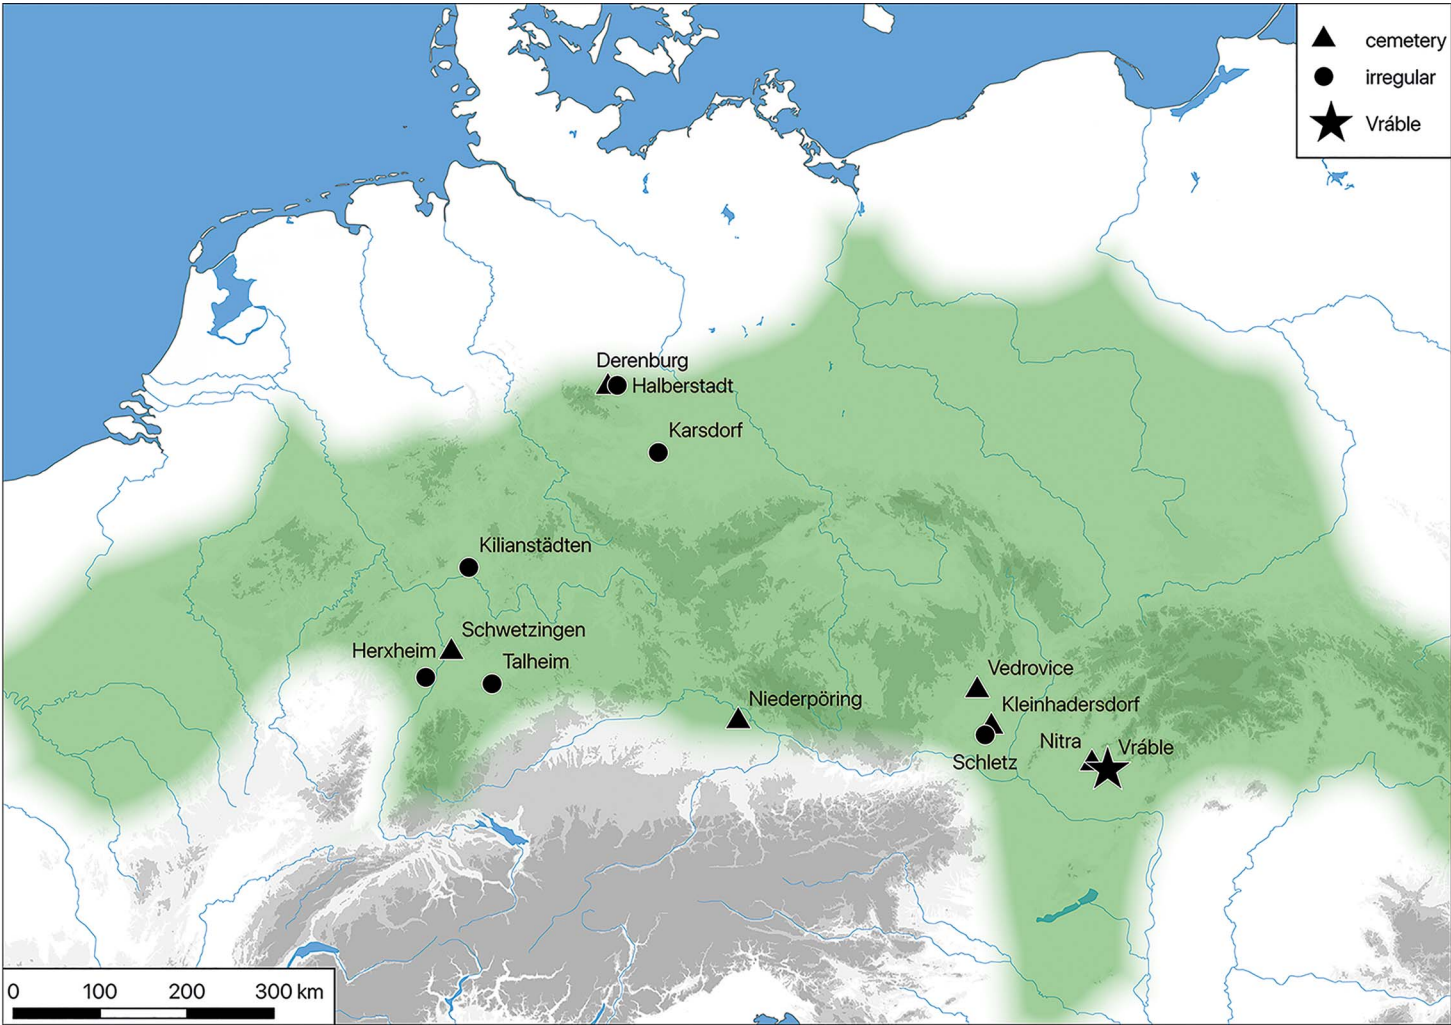 cemetery
irregular
Vráble
Derenburg
Halberstadt
Karsdorf
Kilianstädten
Schwetzingen
Herxheim
Talheim
Vedrovice
Niederpöring
Kleinhadersdorf
Nitra
Vráble
Schletz
0 100 200 300 km